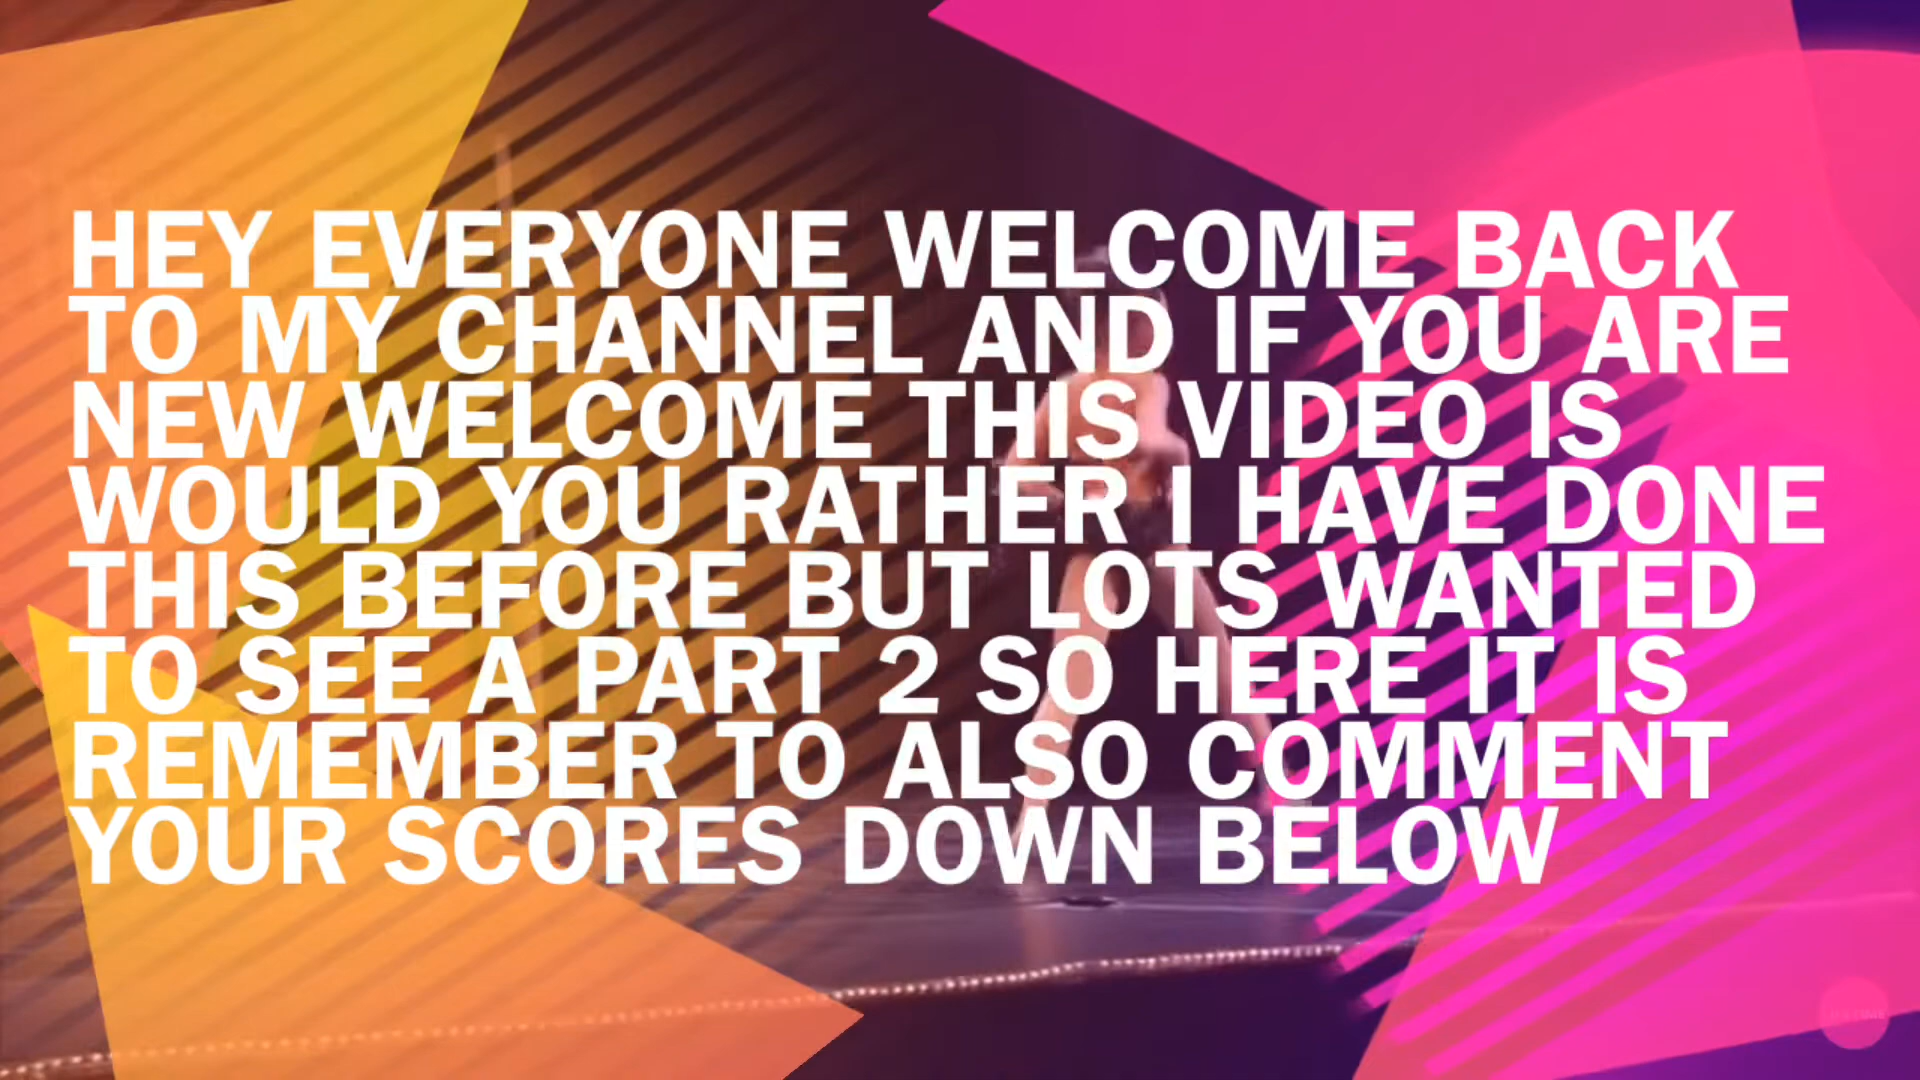 HEY EVERYONE WELCOME BACK
TO MY CHANNEL AND IF YOU ARE
NEW WELCOME THIS VIDEO IS
WOULD YOU RATHER I HAVE DONE
THIS BEFORE BUT LOTS WANTED
TO SEE A PART 2 SO HERE IT IS
REMEMBER TO ALSO COMMENT
YOUR SCORES DOWN BELOW